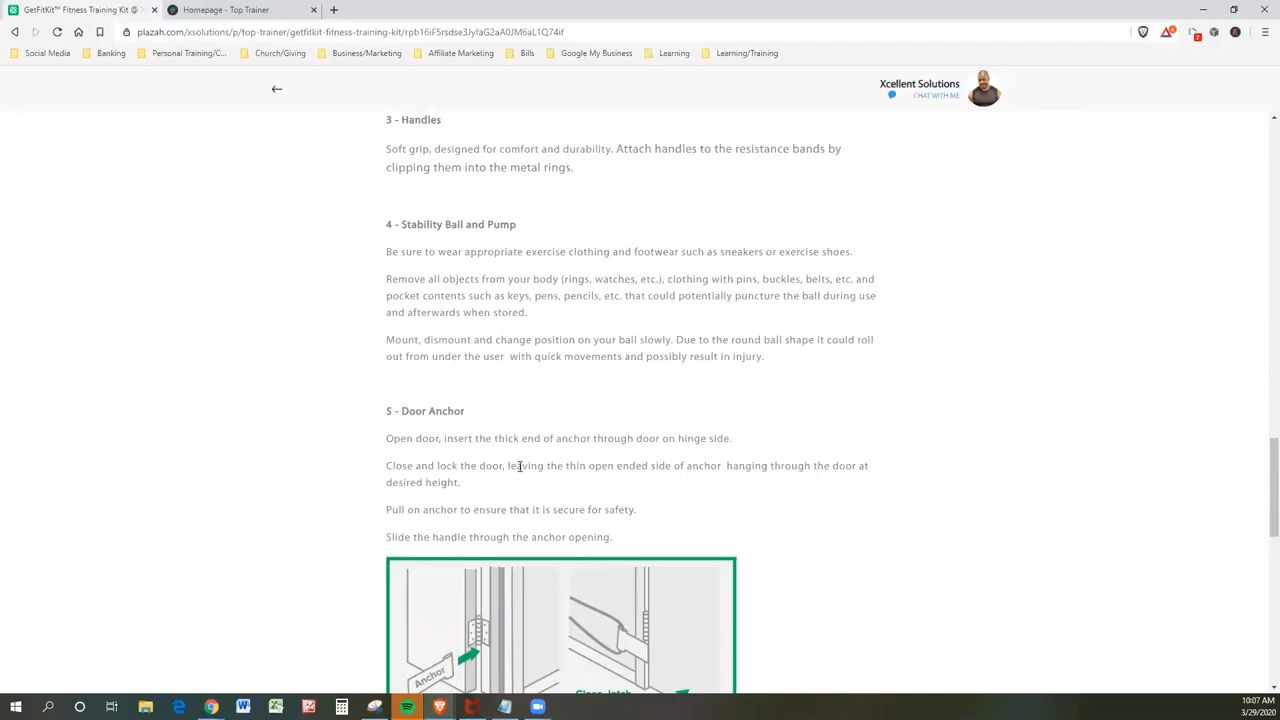 GetFitKit™ Fitness Training Kit @
Homepage - Top Trainer
plazah.com/xsolutions/p/top-trainer/getfitkit-fitness-training-kit/rpb16iF5rsdse3JyfaG2aA0JM6aL1Q74if
Social Media Banking Personal Training/C... Church/Giving Business/Marketing Affiliate Marketing Bills Google My Business Learning Learning/Training
Xcellent Solutions
CHAT WITH ME
3 - Handles
Soft grip, designed for comfort and durability. Attach handles to the resistance bands by
clipping them into the metal rings.
4 - Stability Ball and Pump
Be sure to wear appropriate exercise clothing and footwear such as sneakers or exercise shoes.
Remove all objects from your body (rings, watches, etc.), clothing with pins, buckles, belts, etc. and
pocket contents such as keys, pens, pencils, etc. that could potentially puncture the ball during use
and afterwards when stored.
Mount, dismount and change position on your ball slowly. Due to the round ball shape it could roll
out from under the user with quick movements and possibly result in injury.
5 - Door Anchor
Open door, insert the thick end of anchor through door on hinge side.
Close and lock the door, leaving the thin open ended side of anchor hanging through the door at
desired height.
Pull on anchor to ensure that it is secure for safety.
Slide the handle through the anchor opening.
Anchor
10:07 AM
3/29/2020